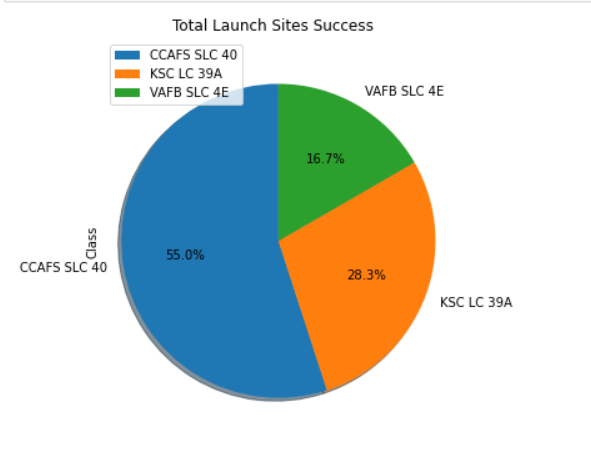 Total Launch Sites Success
CCAFS SLC 40
KSC LC 39A
VAFB SLC 4E
VAFB SLC 4E
16.7%
Class
55.0%
CCAFS SLC 40
28.3%
KSC LC 39A